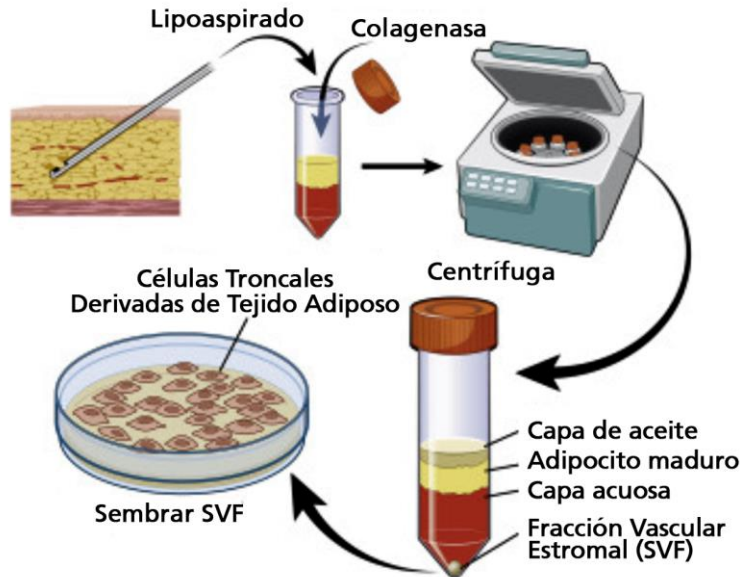 Lipoaspirado
Colagenasa
Centrífuga
Células Troncales
Derivadas de Tejido Adiposo
Sembrar SVF
Capa de aceite
Adipocito maduro
Capa acuosa
Fracción Vascular
Estromal (SVF)